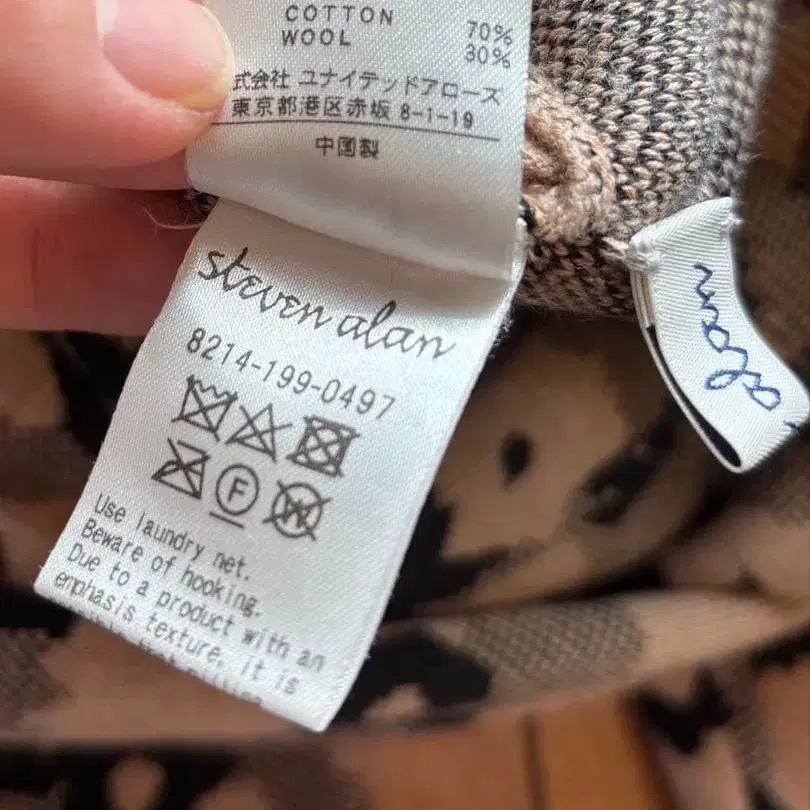 COTTON 70%
WOOL 30%
式会社 ユナイテッドアローズ
東京都港区赤坂 8-1-19
中国製
steven alan
8214-199-0497
F
W
Use laundry net.
Beware of hooking.
Due to a product with an
emphasis texture, it is
alan